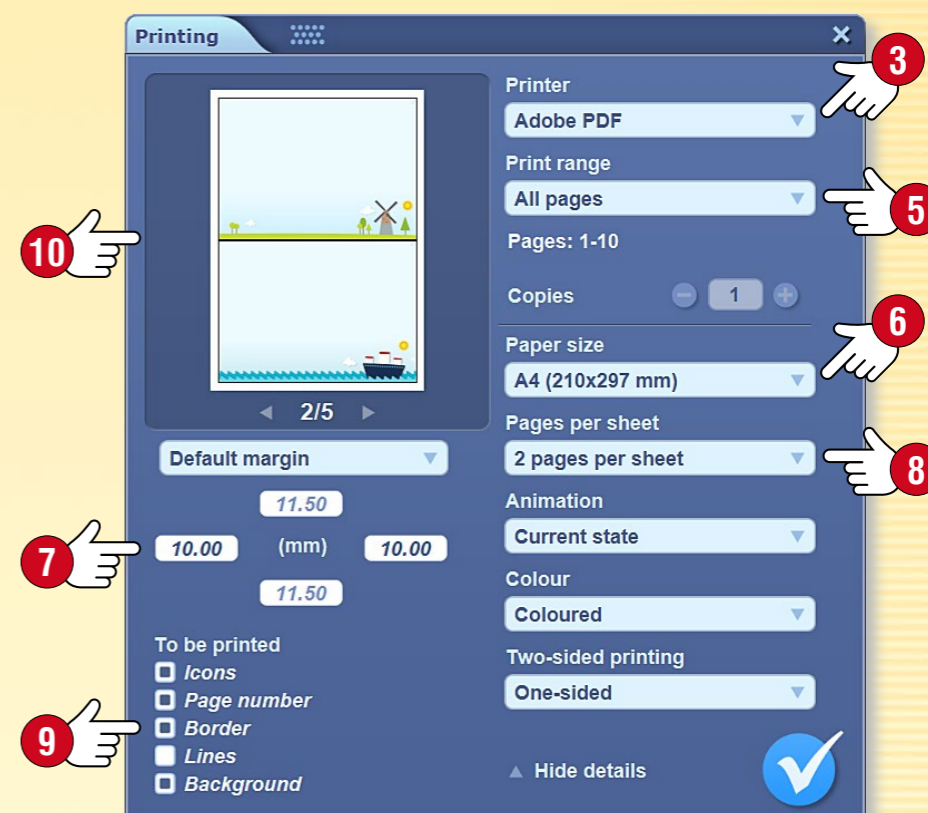 Printing
3
Printer
Adobe PDF
Print range
All pages
5
Pages: 1-10
10
Copies
1
6
Paper size
A4 (210x297 mm)
2/5
Pages per sheet
2 pages per sheet
8
Default margin
11.50
10.00
(mm)
10.00
11.50
7
Animation
Current state
Colour
Coloured
Two-sided printing
One-sided
To be printed
Icons
Page number
Border
Lines
Background
9
Hide details